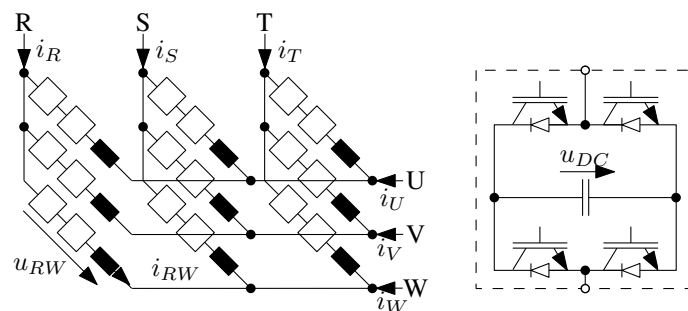 R S T
i_R i_S i_T
u_DC
U
i_U
V
i_V
u_RW i_RW
W
i_W